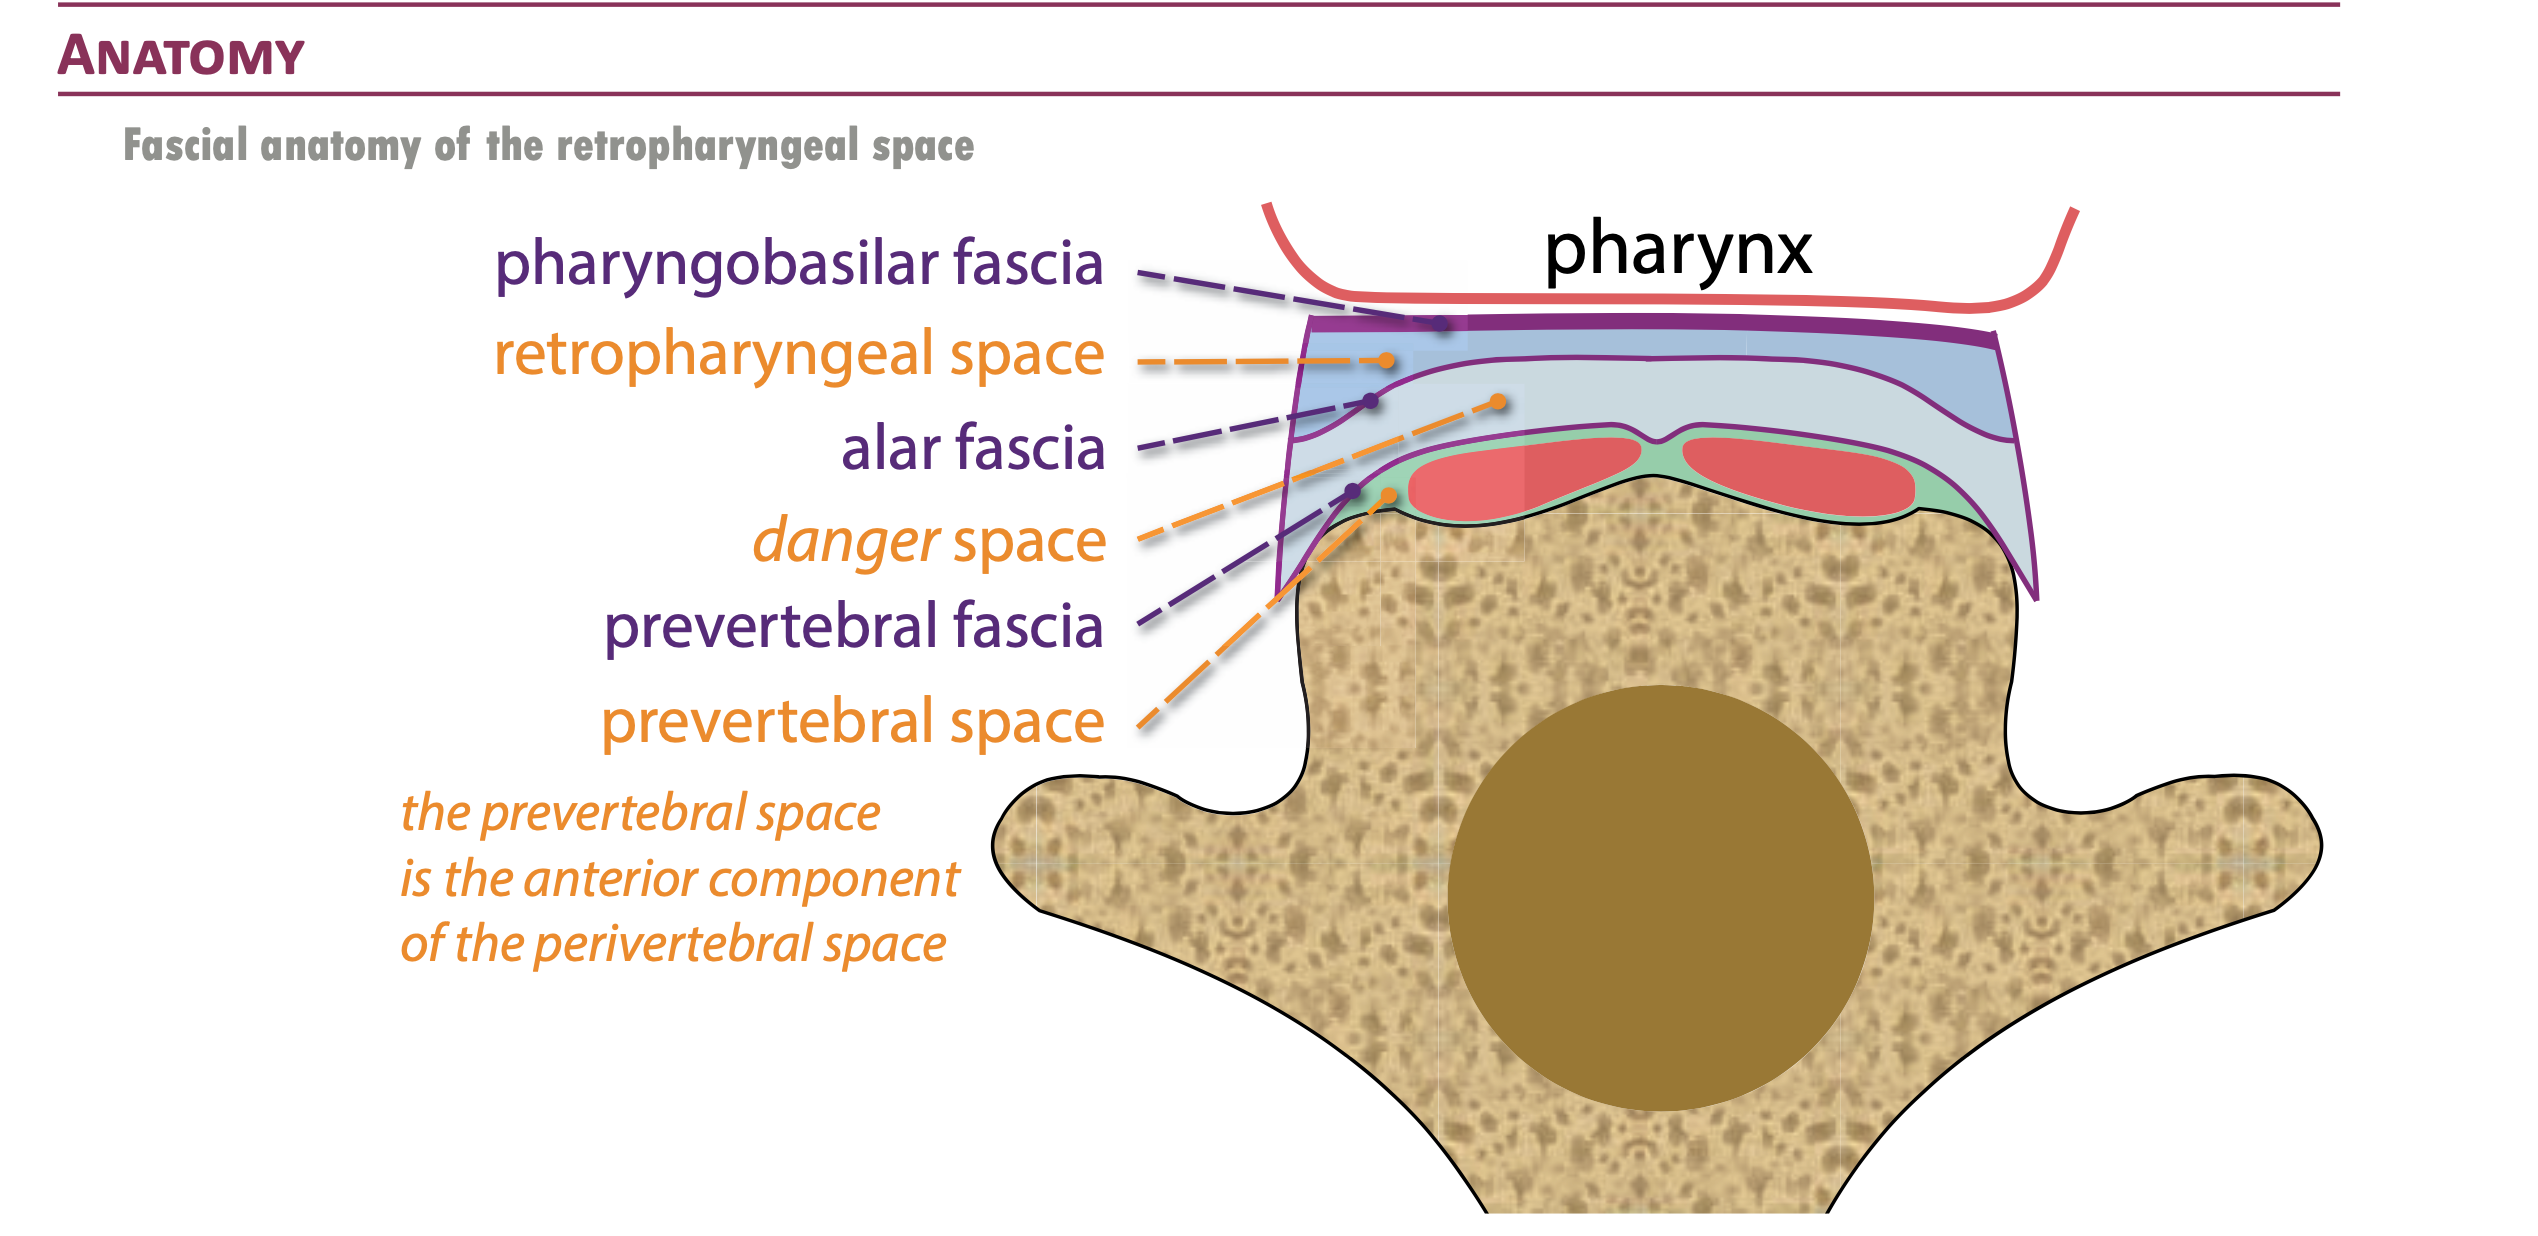 ANATOMY
Fascial anatomy of the retropharyngeal space
pharynx
pharyngobasilar fascia
retropharyngeal space
alar fascia
danger space
prevertebral fascia
prevertebral space
the prevertebral space
is the anterior component
of the perivertebral space